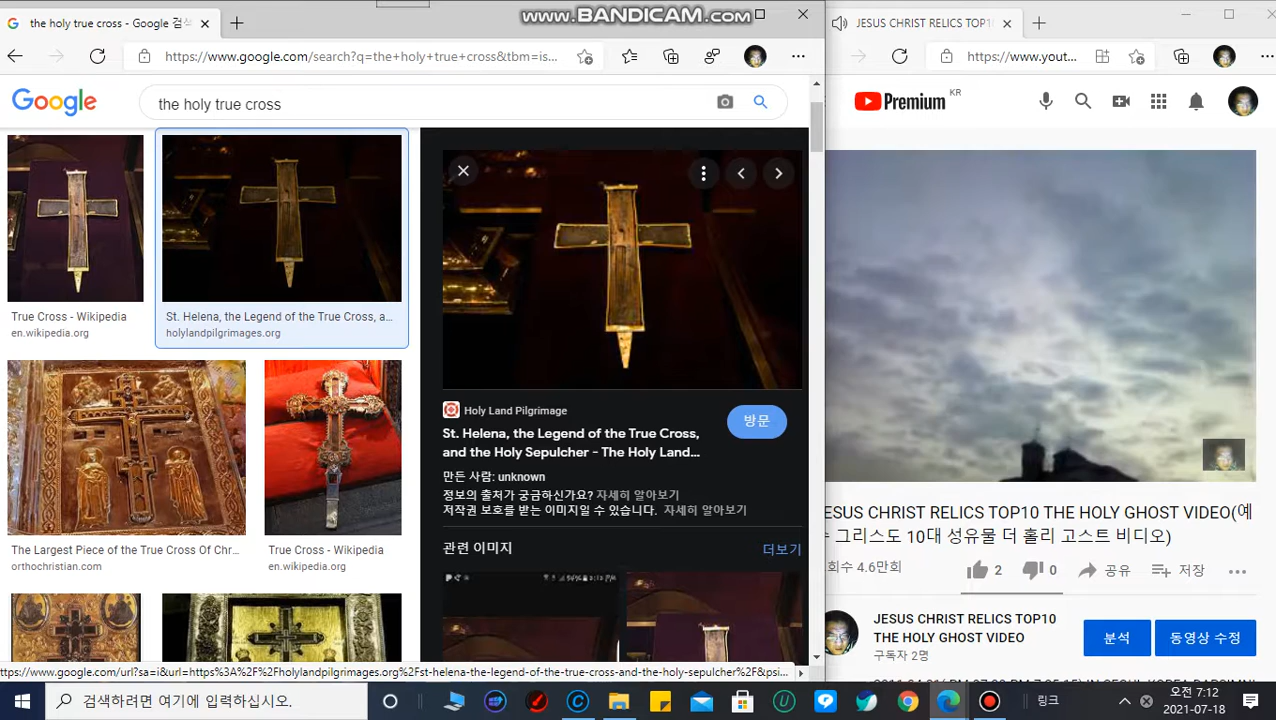 the holy true cross - Google 검색
www.BANDICAM.com
https://www.google.com/search?q=the+holy+true+cross&tbm=is...
Google
the holy true cross
True Cross - Wikipedia
en.wikipedia.org
St. Helena, the Legend of the True Cross, a...
holylandpilgrimages.org
The Largest Piece of the True Cross Of Chr...
orthochristian.com
True Cross - Wikipedia
en.wikipedia.org
Holy Land Pilgrimage
St. Helena, the Legend of the True Cross,
and the Holy Sepulcher - The Holy Land...
방문
만든 사람: unknown
정보의 출처가 궁금하신가요? 자세히 알아보기
저작권 보호를 받는 이미지일 수 있습니다. 자세히 알아보기
관련 이미지
더보기
https://www.google.com/url?sa=i&url=https%3A%2F%2Fholylandpilgrimages.org%2Fst-helena-the-legend-of-the-true-cross-and-the-holy-sepulcher%2F&psi...
JESUS CHRIST RELICS TOP1
https://www.yout...
Premium KR
JESUS CHRIST RELICS TOP10 THE HOLY GHOST VIDEO(예
수 그리스도 10대 성유물 더 홀리 고스트 비디오)
회수 4.6만회
2
0
공유
저장
JESUS CHRIST RELICS TOP10
THE HOLY GHOST VIDEO
구독자 2명
분석
동영상 수정
검색하려면 여기에 입력하십시오.
링크
오전 7:12
2021-07-18